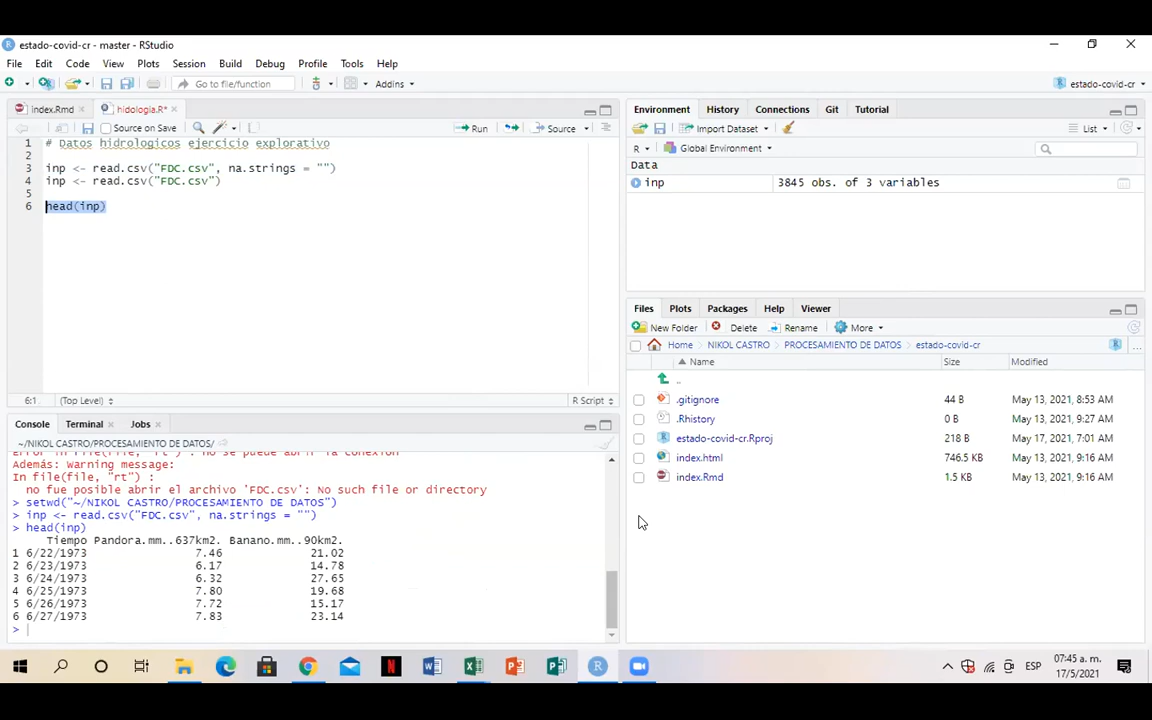 estado-covid-cr - master - RStudio
File Edit Code View Plots Session Build Debug Profile Tools Help
Go to file/function Addins estado-covid-cr
index.Rmd hidologia.R*
Source on Save Run Source
1 # Datos hidrologicos ejercicio explorativo
2
3 inp <- read.csv("FDC.csv", na.strings = "")
4 inp <- read.csv("FDC.csv")
5
6 head(inp)
6:1 (Top Level) R Script
Console Terminal Jobs
~/NIKOL CASTRO/PROCESAMIENTO DE DATOS/
Error in file(file, "rt") : no se puede abrir la conexión
Además: Warning message:
In file(file, "rt") :
no fue posible abrir el archivo 'FDC.csv': No such file or directory
> setwd("~/NIKOL CASTRO/PROCESAMIENTO DE DATOS")
> inp <- read.csv("FDC.csv", na.strings = "")
> head(inp)
Tiempo Pandora.mm..637km2. Banano.mm..90km2.
1 6/22/1973 7.46 21.02
2 6/23/1973 6.17 14.78
3 6/24/1973 6.32 27.65
4 6/25/1973 7.80 19.68
5 6/26/1973 7.72 15.17
6 6/27/1973 7.83 23.14
>
Environment History Connections Git Tutorial
Import Dataset List
R Global Environment
Data
inp 3845 obs. of 3 variables
Files Plots Packages Help Viewer
New Folder Delete Rename More
Home NIKOL CASTRO PROCESAMIENTO DE DATOS estado-covid-cr ...
Name Size Modified
..
.gitignore 44 B May 13, 2021, 8:53 AM
.Rhistory 0 B May 13, 2021, 9:27 AM
estado-covid-cr.Rproj 218 B May 17, 2021, 7:01 AM
index.html 746.5 KB May 13, 2021, 9:16 AM
index.Rmd 1.5 KB May 13, 2021, 9:16 AM
ESP 07:45 a. m.
17/5/2021